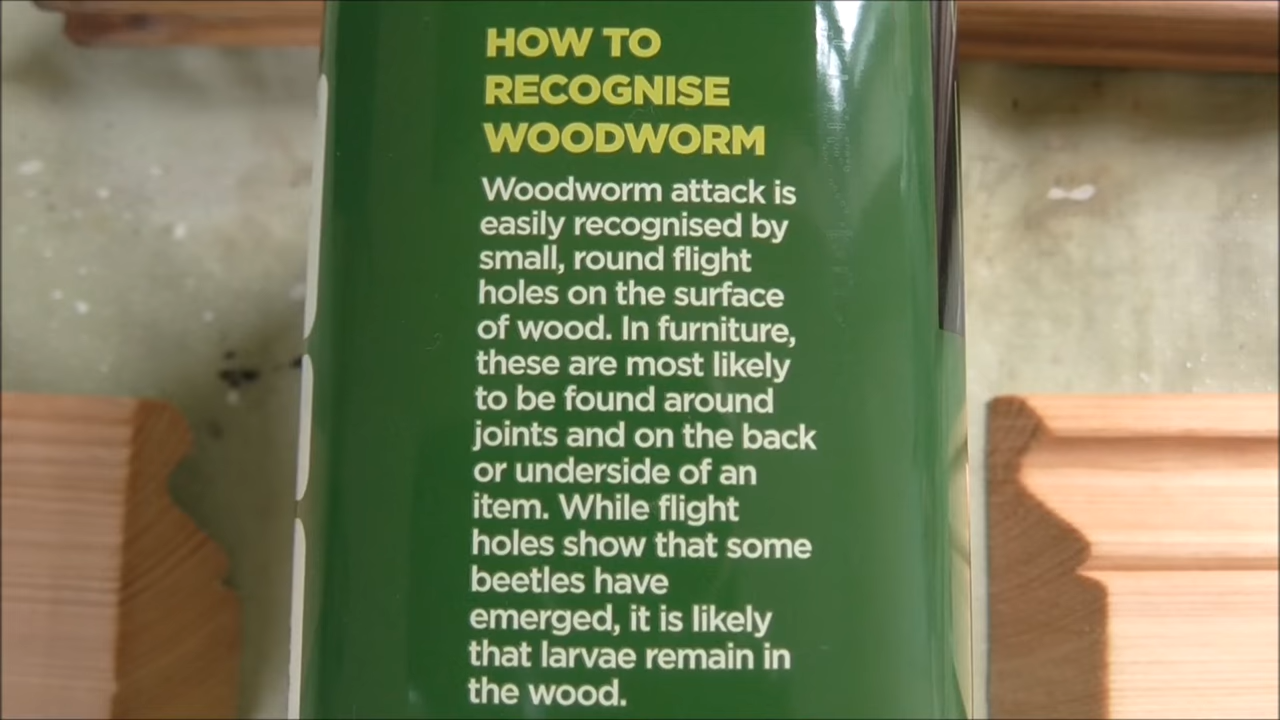 HOW TO
RECOGNISE
WOODWORM
Woodworm attack is
easily recognised by
small, round flight
holes on the surface
of wood. In furniture,
these are most likely
to be found around
joints and on the back
or underside of an
item. While flight
holes show that some
beetles have
emerged, it is likely
that larvae remain in
the wood.